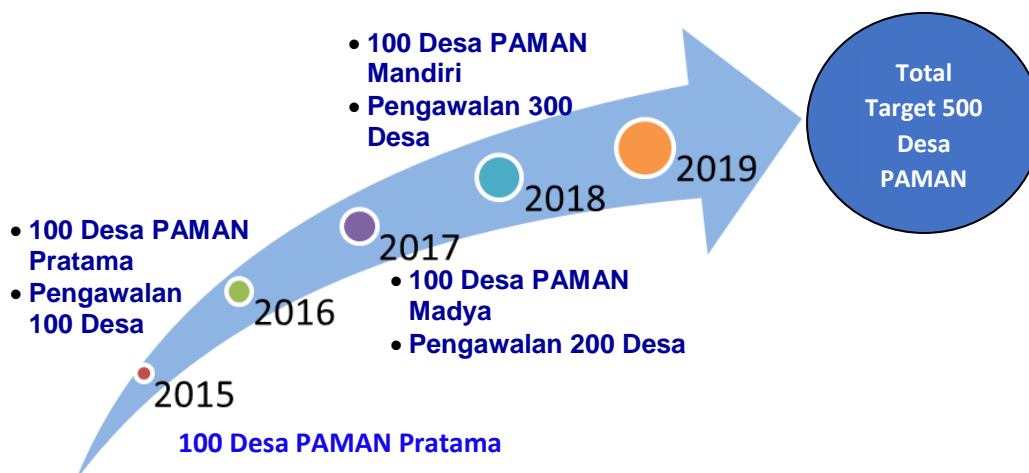 • 100 Desa PAMAN
Mandiri
• Pengawalan 300
Desa
Total
Target 500
Desa
PAMAN
2019
2018
• 100 Desa PAMAN
Pratama
• Pengawalan
100 Desa
2017
• 100 Desa PAMAN
Madya
• Pengawalan 200 Desa
2016
2015
100 Desa PAMAN Pratama